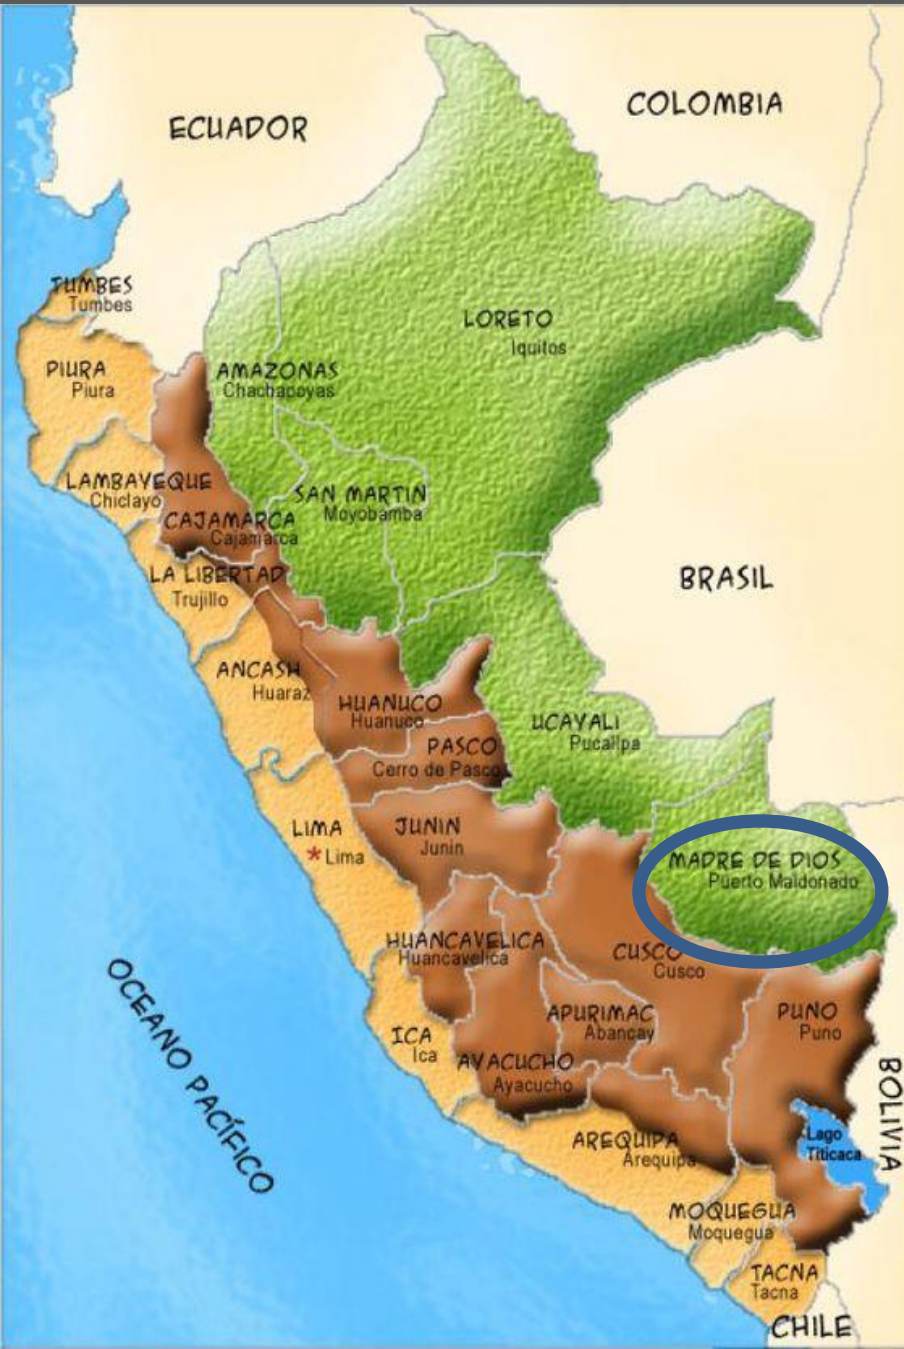 COLOMBIA
ECUADOR
TUMBES
Tumbes
LORETO
Iquitos
PIURA
Piura
AMAZONAS
Chachapoyas
LAMBAYEQUE
Chiclayo
SAN MARTIN
Moyobamba
CAJAMARCA
Cajamarca
LA LIBERTAD
Trujillo
BRASIL
ANCASH
Huaraz
HUANUCO
Huanuco
UCAYALI
Pucallpa
PASCO
Cerro de Pasco
LIMA
* Lima
JUNIN
Junin
MADRE DE DIOS
Puerto Maldonado
HUANCAVELICA
Huancavelica
CUSCO
Cusco
OCEANO PACÍFICO
ICA
Ica
APURIMAC
Abancay
PUNO
Puno
AYACUCHO
Ayacucho
BOLIVIA
AREQUIPA
Arequipa
Lago
Titicaca
MOQUEGUA
Moquegua
TACNA
Tacna
CHILE